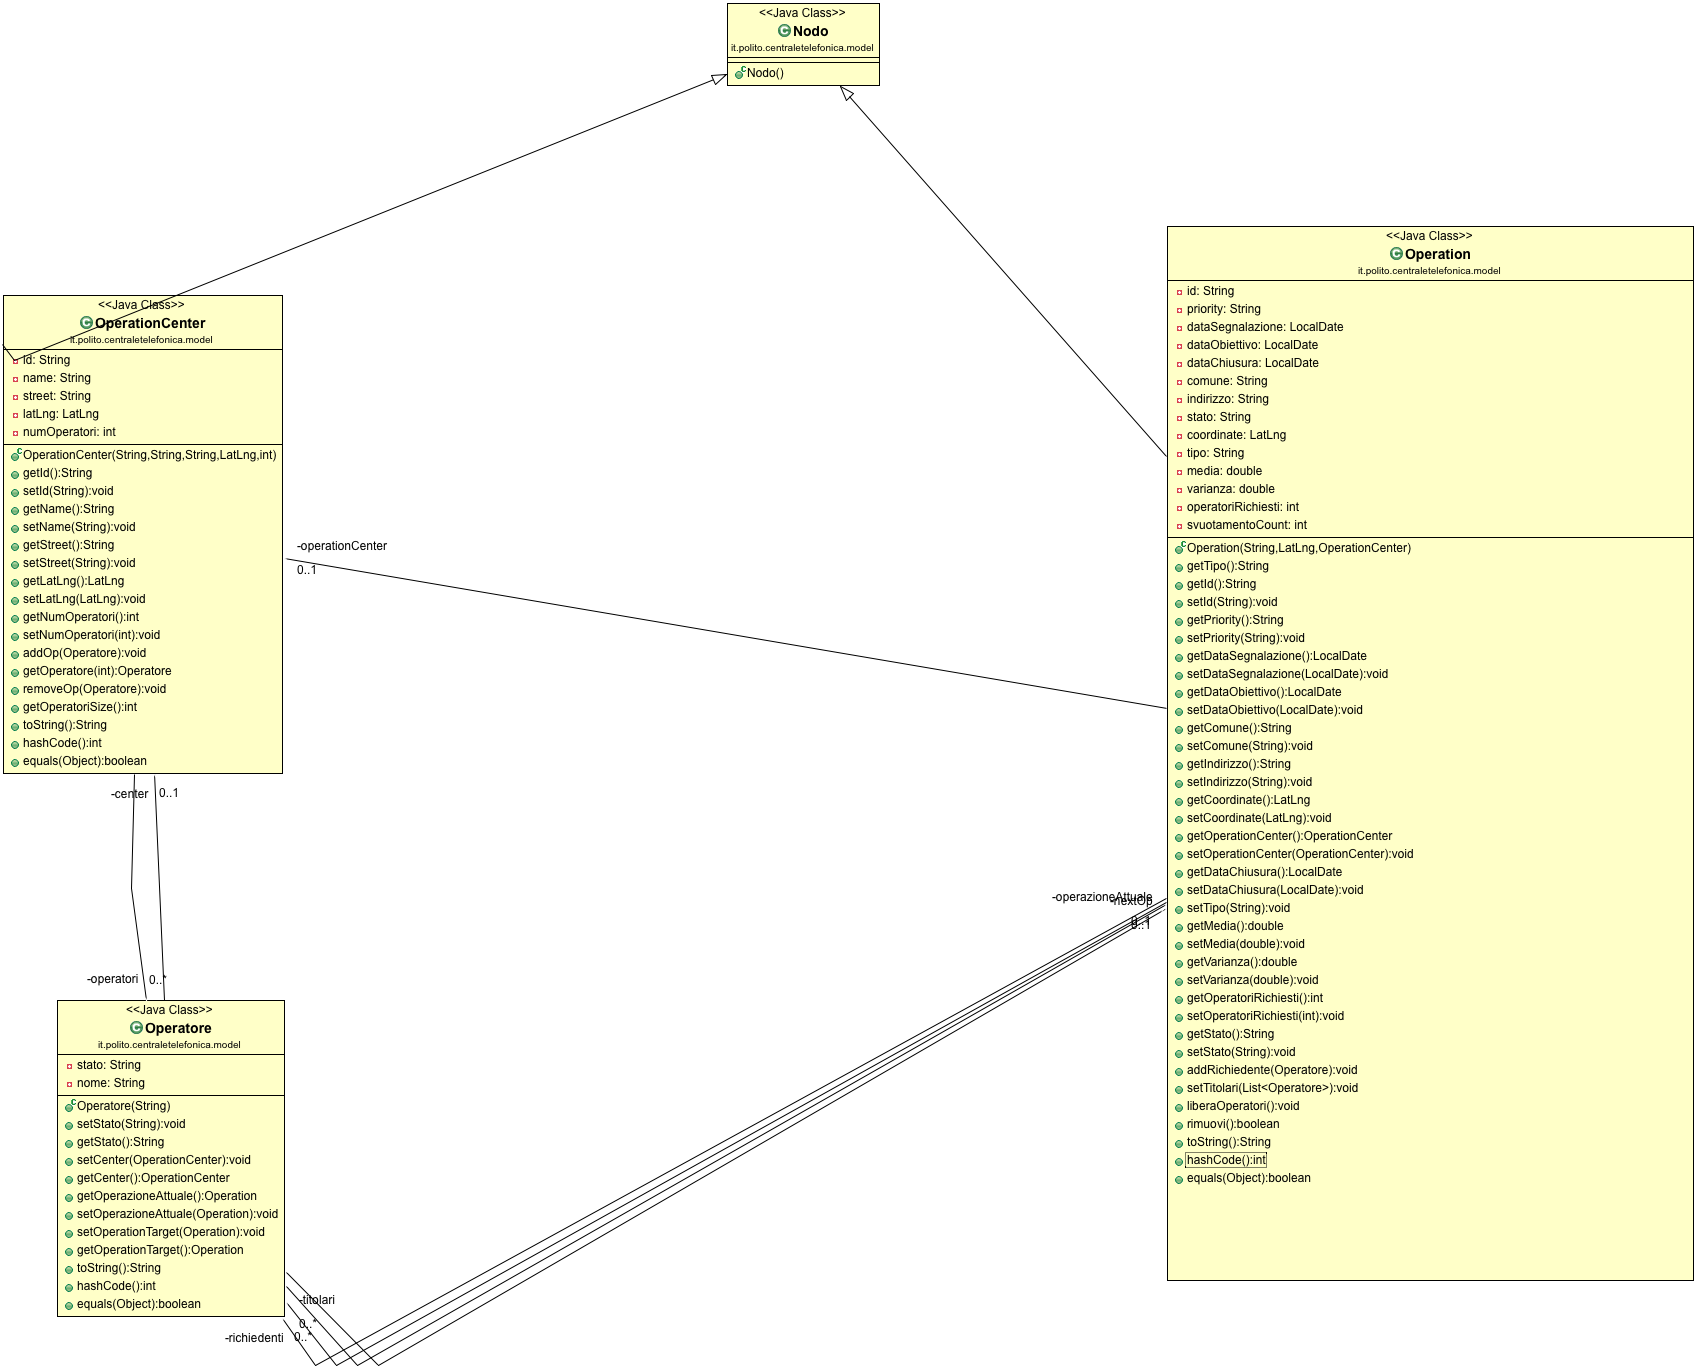 <<Java Class>>
Nodo
it.polito.centraletelefonica.model
Nodo()
<<Java Class>>
OperationCenter
it.polito.centraletelefonica.model
id: String
name: String
street: String
latLng: LatLng
numOperatori: int
OperationCenter(String,String,String,LatLng,int)
getId():String
setId(String):void
getName():String
setName(String):void
getStreet():String
setStreet(String):void
getLatLng():LatLng
setLatLng(LatLng):void
getNumOperatori():int
setNumOperatori(int):void
addOp(Operatore):void
getOperatore(int):Operatore
removeOp(Operatore):void
getOperatoriSize():int
toString():String
hashCode():int
equals(Object):boolean
-operationCenter
0..1
-center
0..1
-operatori
0..*
<<Java Class>>
Operatore
it.polito.centraletelefonica.model
stato: String
nome: String
Operatore(String)
setStato(String):void
getStato():String
setCenter(OperationCenter):void
getCenter():OperationCenter
getOperazioneAttuale():Operation
setOperazioneAttuale(Operation):void
setOperationTarget(Operation):void
getOperationTarget():Operation
toString():String
hashCode():int
equals(Object):boolean
-titolari
0..*
-richiedenti
0..*
-operazioneAttuale
-nextOp
0..1
0..1
<<Java Class>>
Operation
it.polito.centraletelefonica.model
id: String
priority: String
dataSegnalazione: LocalDate
dataObiettivo: LocalDate
dataChiusura: LocalDate
comune: String
indirizzo: String
stato: String
coordinate: LatLng
tipo: String
media: double
varianza: double
operatoriRichiesti: int
svuotamentoCount: int
Operation(String,LatLng,OperationCenter)
getTipo():String
getId():String
setId(String):void
getPriority():String
setPriority(String):void
getDataSegnalazione():LocalDate
setDataSegnalazione(LocalDate):void
getDataObiettivo():LocalDate
setDataObiettivo(LocalDate):void
getComune():String
setComune(String):void
getIndirizzo():String
setIndirizzo(String):void
getCoordinate():LatLng
setCoordinate(LatLng):void
getOperationCenter():OperationCenter
setOperationCenter(OperationCenter):void
getDataChiusura():LocalDate
setDataChiusura(LocalDate):void
setTipo(String):void
getMedia():double
setMedia(double):void
getVarianza():double
setVarianza(double):void
getOperatoriRichiesti():int
setOperatoriRichiesti(int):void
getStato():String
setStato(String):void
addRichiedente(Operatore):void
setTitolari(List<Operatore>):void
liberaOperatori():void
rimuovi():boolean
toString():String
hashCode():int
equals(Object):boolean